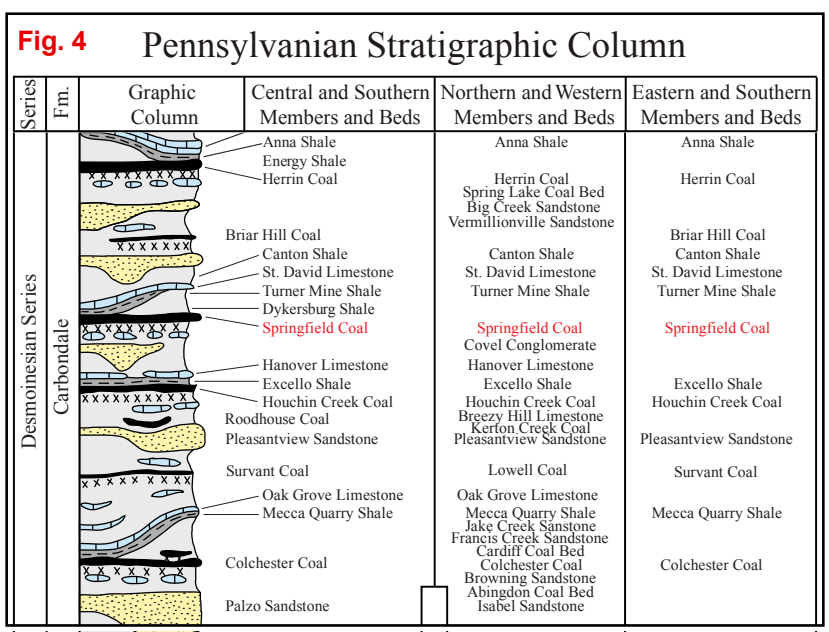 Fig. 4
Pennsylvanian Stratigraphic Column
Series
Fm.
Graphic
Column
Central and Southern
Members and Beds
Northern and Western
Members and Beds
Eastern and Southern
Members and Beds
Desmoinesian Series
Carbondale
Anna Shale
Energy Shale
Herrin Coal
Briar Hill Coal
Canton Shale
St. David Limestone
Turner Mine Shale
Dykersburg Shale
Springfield Coal
Hanover Limestone
Excello Shale
Houchin Creek Coal
Roodhouse Coal
Pleasantview Sandstone
Survant Coal
Oak Grove Limestone
Mecca Quarry Shale
Colchester Coal
Palzo Sandstone
Anna Shale
Herrin Coal
Spring Lake Coal Bed
Big Creek Sandstone
Vermillionville Sandstone
Canton Shale
St. David Limestone
Turner Mine Shale
Springfield Coal
Covel Conglomerate
Hanover Limestone
Excello Shale
Houchin Creek Coal
Breezy Hill Limestone
Kerton Creek Coal
Pleasantview Sandstone
Lowell Coal
Oak Grove Limestone
Mecca Quarry Shale
Jake Creek Sanstone
Francis Creek Sandstone
Cardiff Coal Bed
Colchester Coal
Browning Sandstone
Abingdon Coal Bed
Isabel Sandstone
Anna Shale
Herrin Coal
Briar Hill Coal
Canton Shale
St. David Limestone
Turner Mine Shale
Springfield Coal
Excello Shale
Houchin Creek Coal
Pleasantview Sandstone
Survant Coal
Mecca Quarry Shale
Colchester Coal